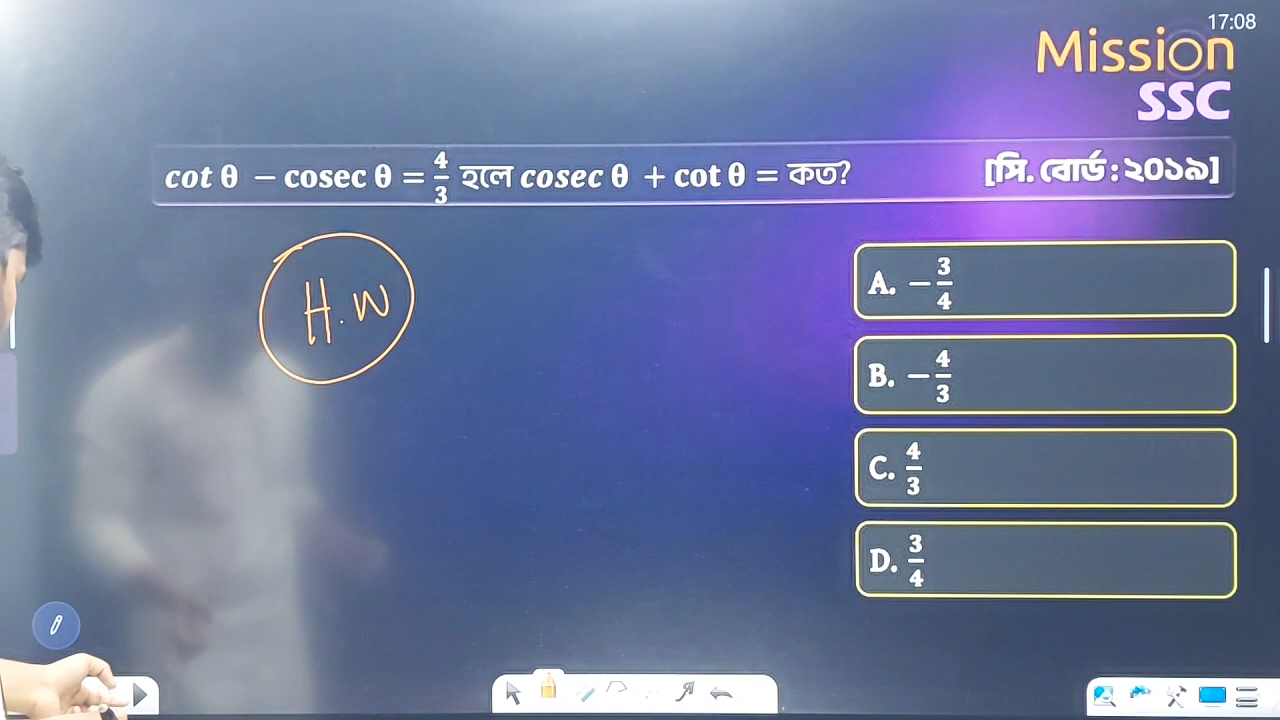 17:08
Mission
SSC
cot θ − cosec θ = 4/3 হলে cosec θ + cot θ = কত? [সি. বোর্ড : ২০১৯]
H.W
A. −3/4
B. −4/3
C. 4/3
D. 3/4